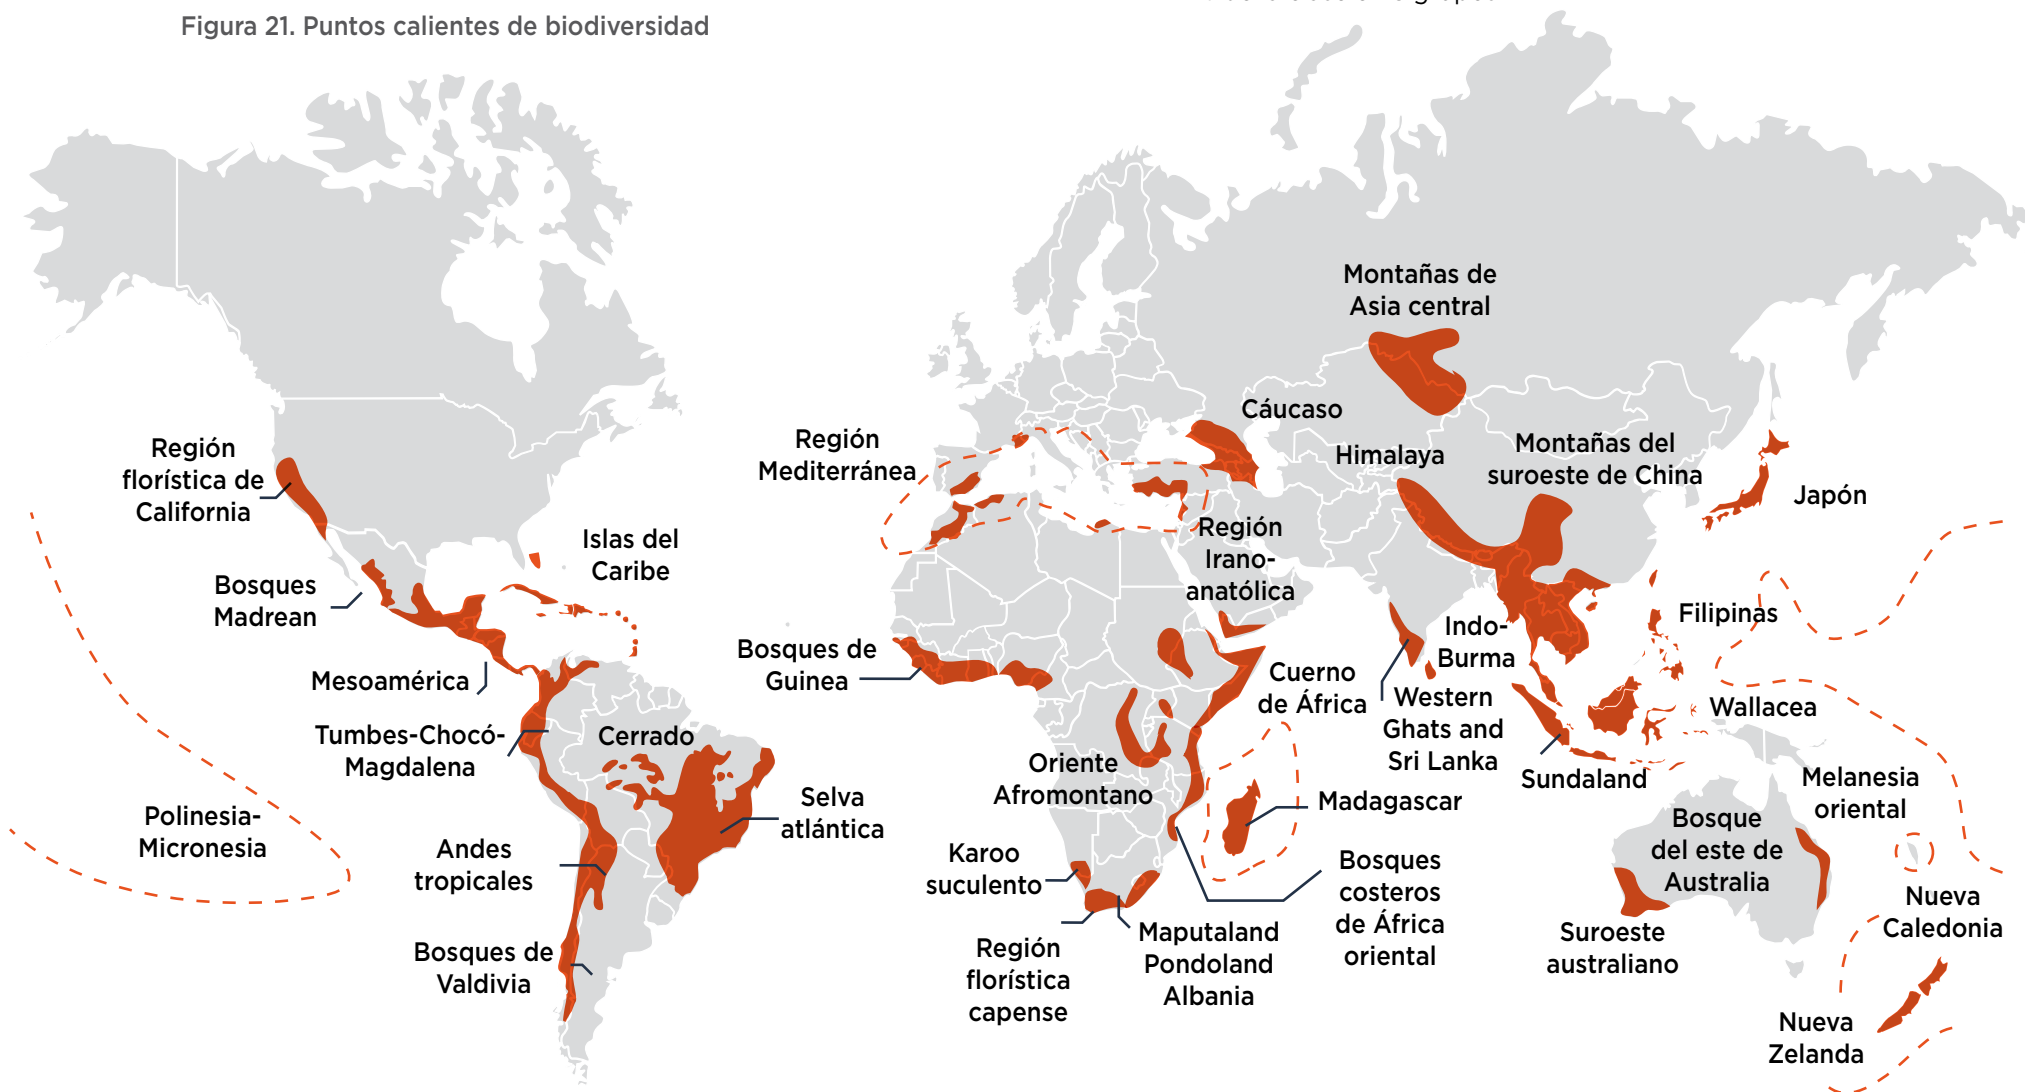 Figura 21. Puntos calientes de biodiversidad
Montañas de
Asia central
Cáucaso
Región
Mediterránea
Himalaya
Montañas del
suroeste de China
Japón
Región
florística de
California
Islas del
Caribe
Región
Irano-
anatólica
Bosques
Madrean
Filipinas
Indo-
Burma
Bosques de
Guinea
Mesoamérica
Cuerno
de África
Western
Ghats and
Sri Lanka
Wallacea
Tumbes-Chocó-
Magdalena
Cerrado
Oriente
Afromontano
Sundaland
Melanesia
oriental
Selva
atlántica
Madagascar
Polinesia-
Micronesia
Bosque
del este de
Australia
Andes
tropicales
Karoo
suculento
Bosques
costeros
de África
oriental
Nueva
Caledonia
Bosques de
Valdivia
Región
florística
capense
Maputaland
Pondoland
Albania
Suroeste
australiano
Nueva
Zelanda